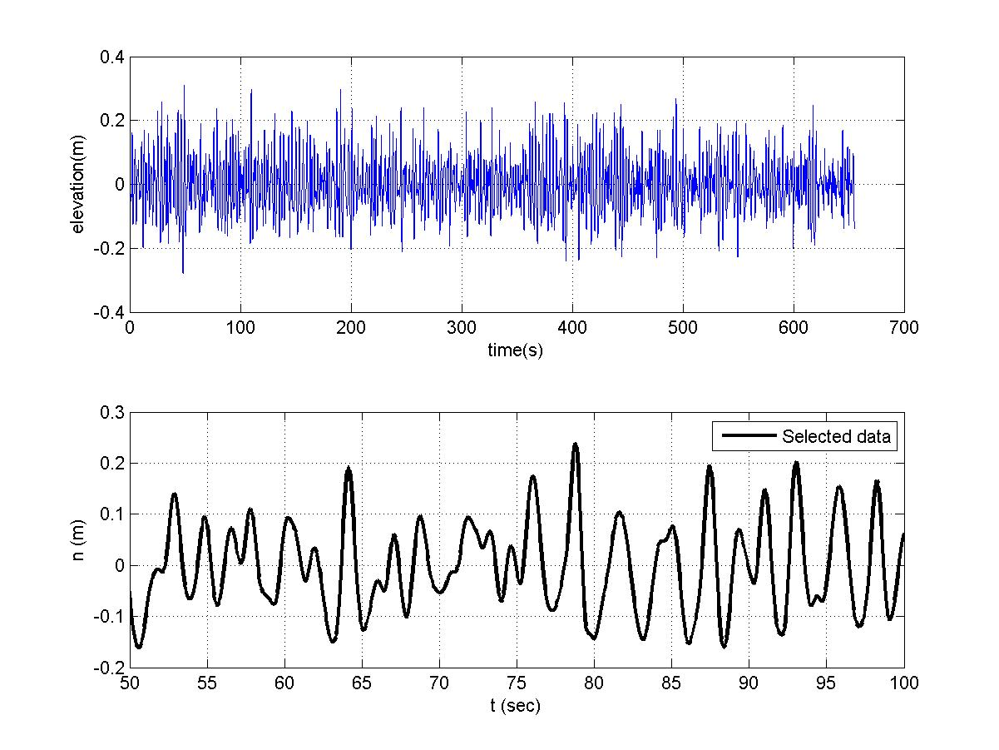 0.4
0.2
0
-0.2
-0.4
elevation(m)
0 100 200 300 400 500 600 700
time(s)
0.3
0.2
0.1
0
-0.1
-0.2
n (m)
Selected data
50 55 60 65 70 75 80 85 90 95 100
t (sec)